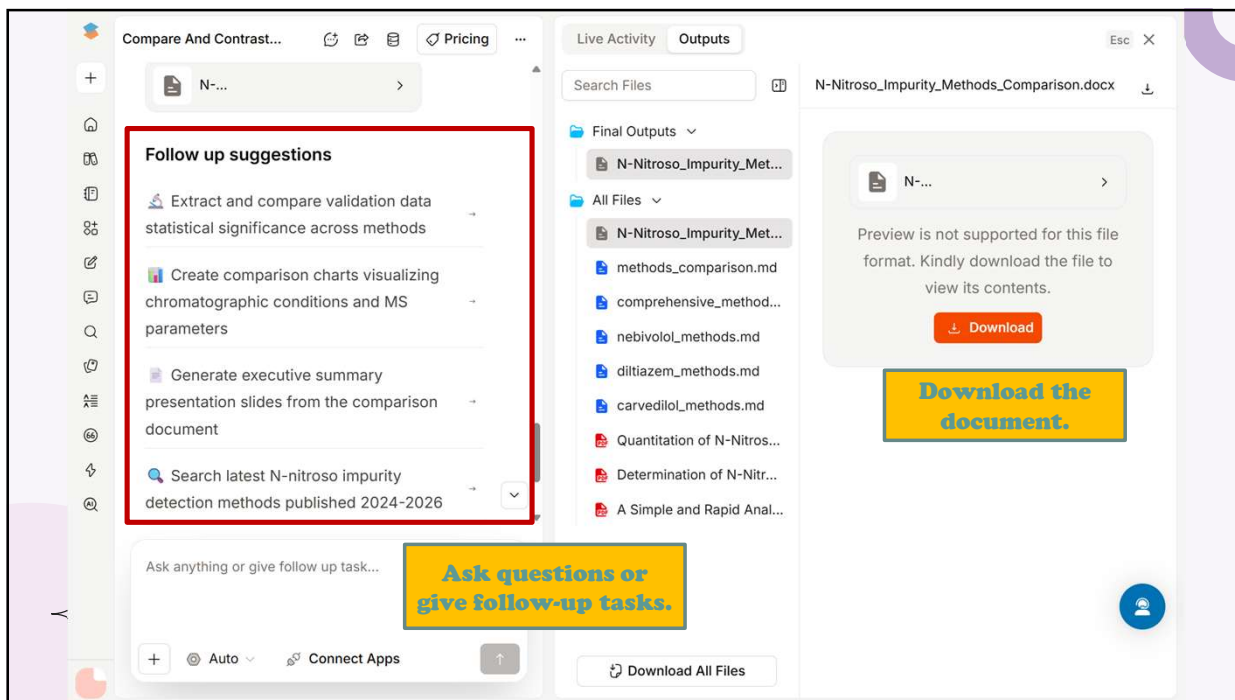 Compare And Contrast...
Pricing
...
N-...
Follow up suggestions
Extract and compare validation data
statistical significance across methods
Create comparison charts visualizing
chromatographic conditions and MS
parameters
Generate executive summary
presentation slides from the comparison
document
Search latest N-nitroso impurity
detection methods published 2024-2026
Ask anything or give follow up task...
Ask questions or
give follow-up tasks.
Auto
Connect Apps
Live Activity
Outputs
Esc
Search Files
Final Outputs
N-Nitroso_Impurity_Met...
All Files
N-Nitroso_Impurity_Met...
methods_comparison.md
comprehensive_method...
nebivolol_methods.md
diltiazem_methods.md
carvedilol_methods.md
Quantitation of N-Nitros...
Determination of N-Nitr...
A Simple and Rapid Anal...
Download All Files
N-Nitroso_Impurity_Methods_Comparison.docx
N-...
Preview is not supported for this file
format. Kindly download the file to
view its contents.
Download
Download the
document.